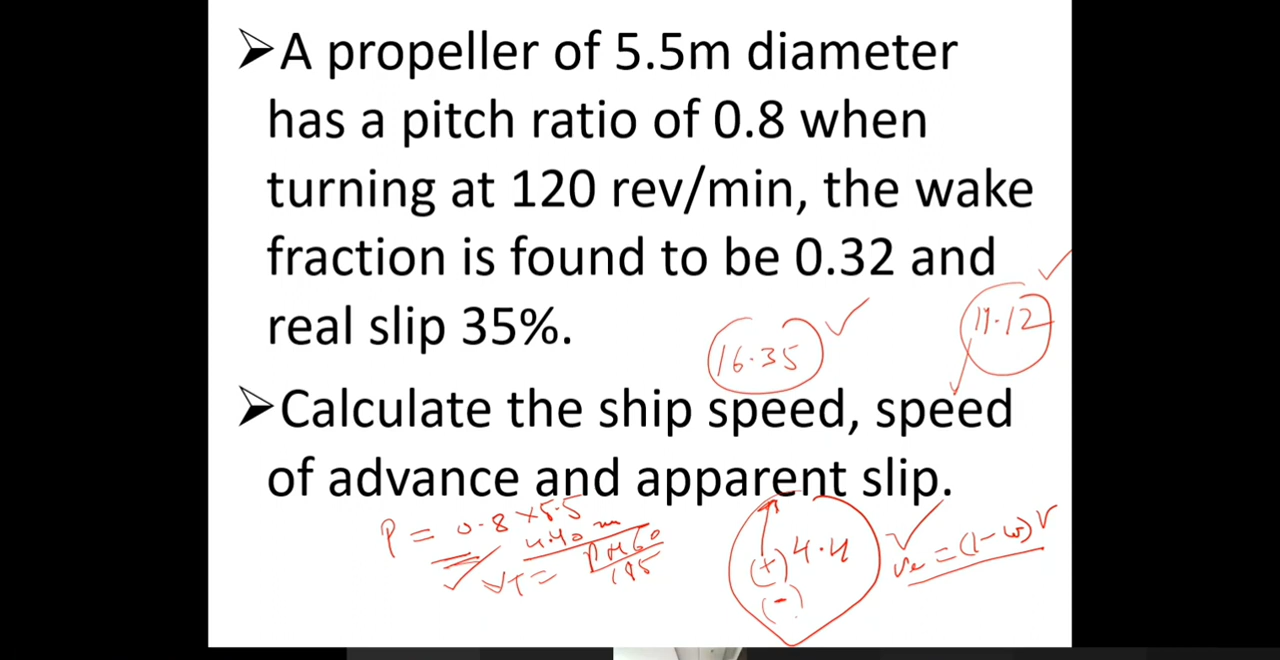 ➢A propeller of 5.5m diameter
has a pitch ratio of 0.8 when
turning at 120 rev/min, the wake
fraction is found to be 0.32 and
real slip 35%.
16.35
11.12
➢Calculate the ship speed, speed
of advance and apparent slip.
P = 0.8 × 5.5
4.40 m
VT =
(+) 4.4
(-)
= (1-w) V